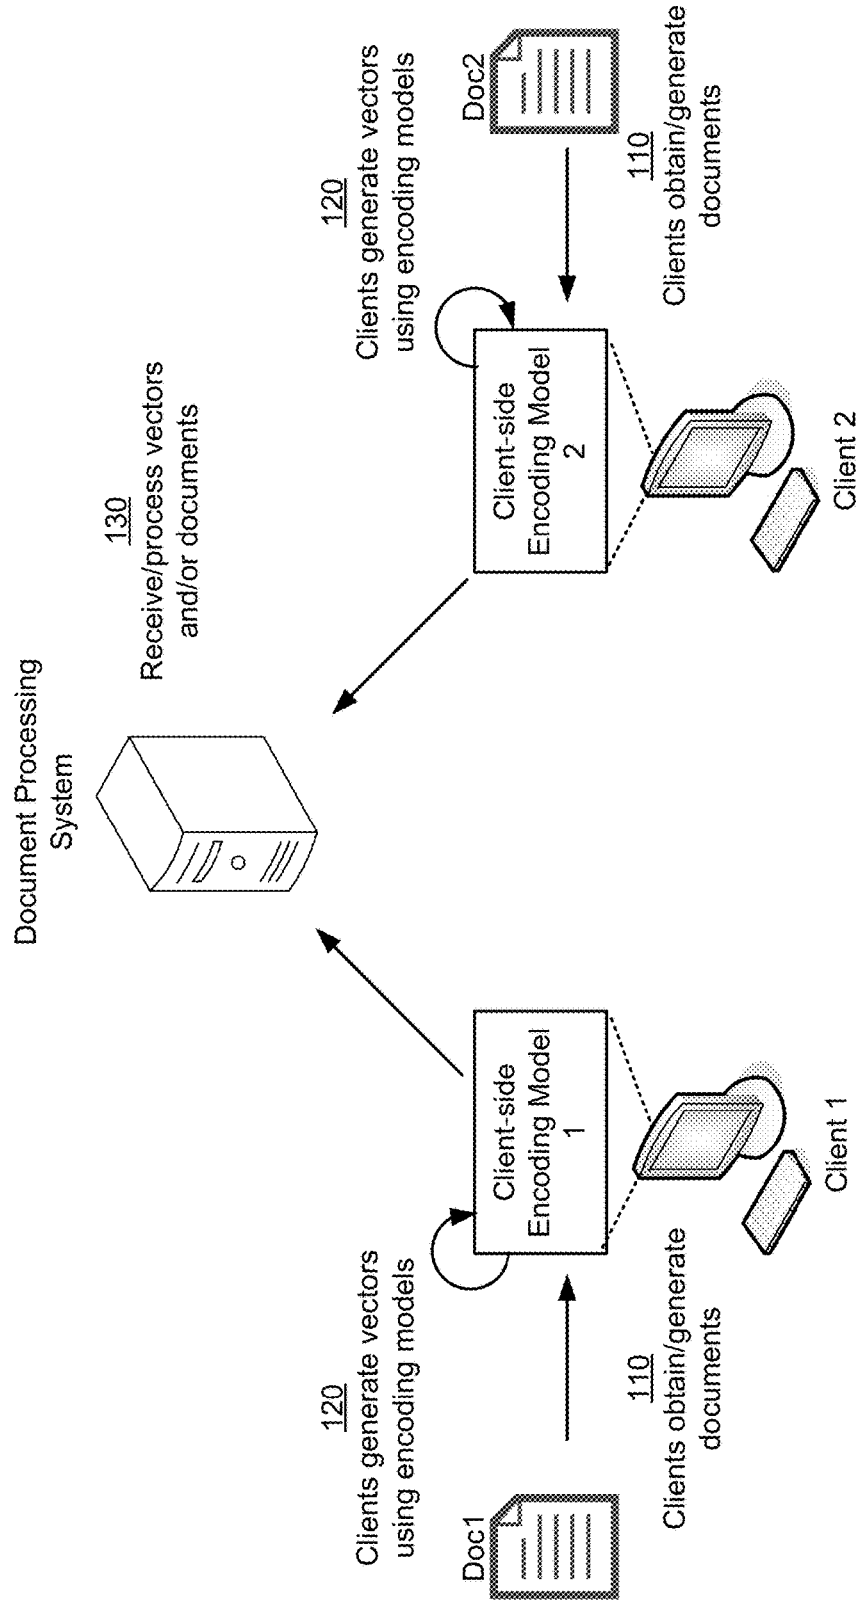 Document Processing
System
130
Receive/process vectors
and/or documents
120
Clients generate vectors
using encoding models
120
Clients generate vectors
using encoding models
Doc1
Client-side
Encoding Model
1
Client-side
Encoding Model
2
Doc2
110
Clients obtain/generate
documents
110
Clients obtain/generate
documents
Client 1
Client 2